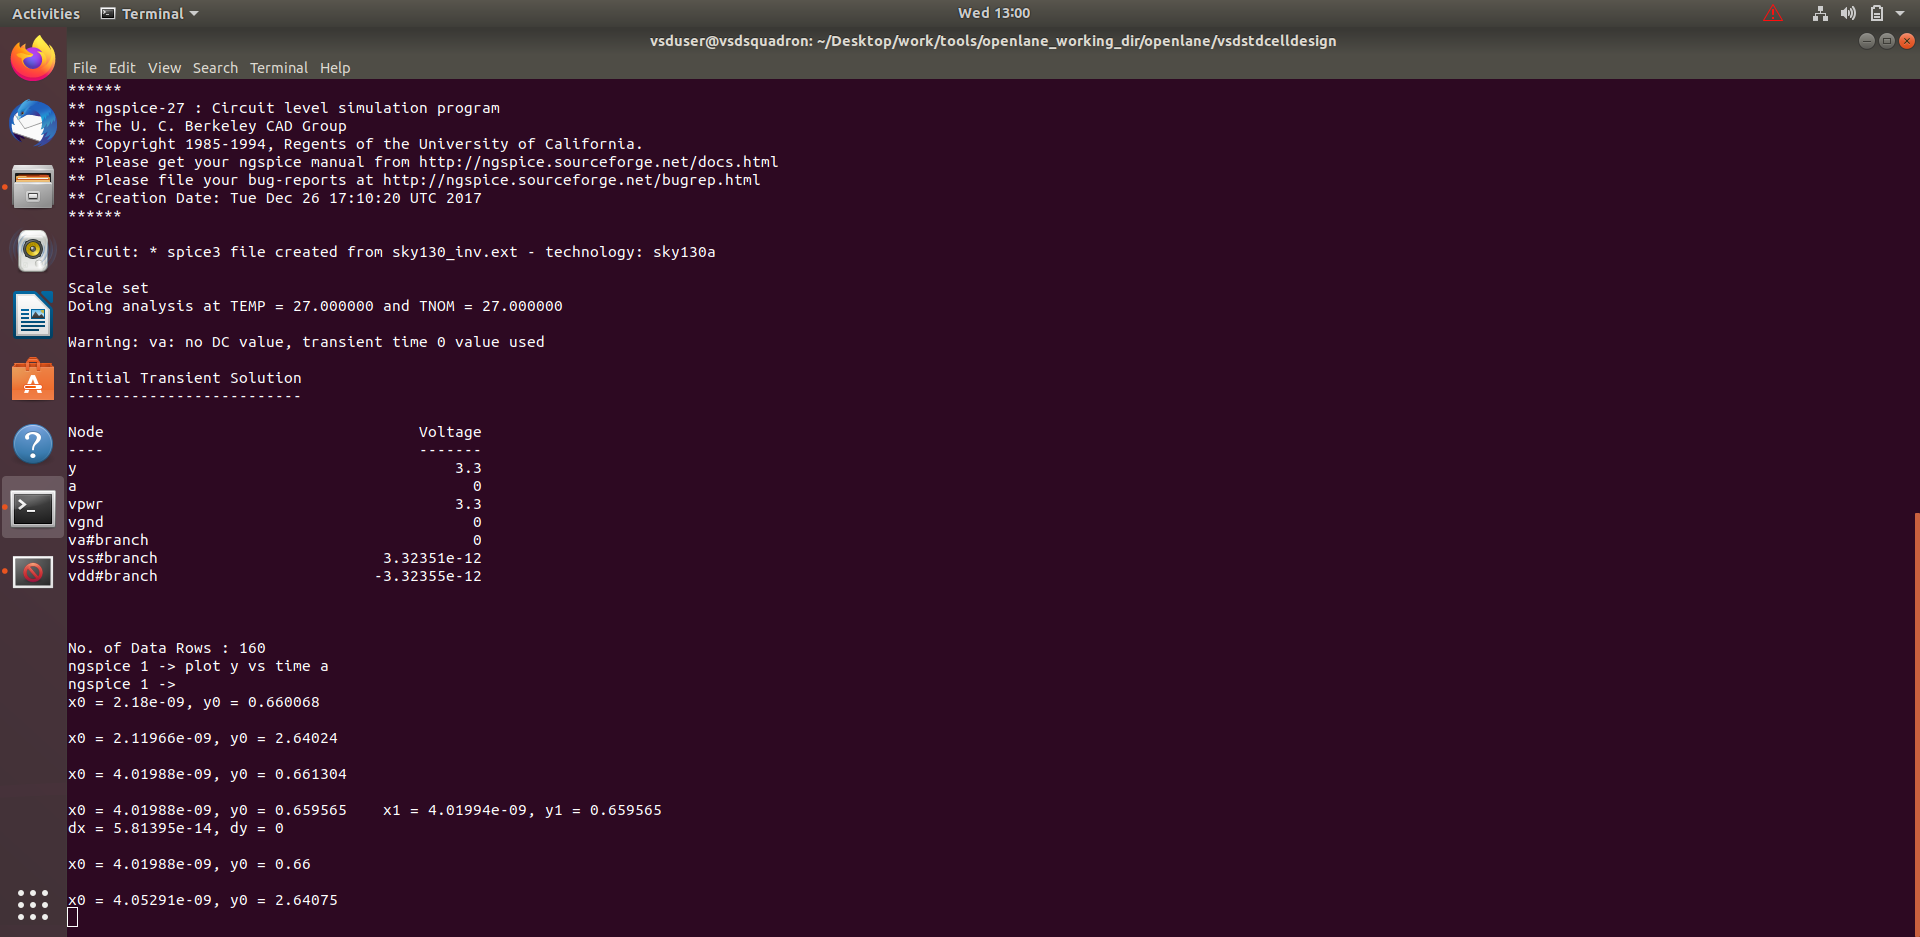 Activities Terminal Wed 13:00
vsduser@vsdsquadron: ~/Desktop/work/tools/openlane_working_dir/openlane/vsdstdcelldesign
File Edit View Search Terminal Help
******
** ngspice-27 : Circuit level simulation program
** The U. C. Berkeley CAD Group
** Copyright 1985-1994, Regents of the University of California.
** Please get your ngspice manual from http://ngspice.sourceforge.net/docs.html
** Please file your bug-reports at http://ngspice.sourceforge.net/bugrep.html
** Creation Date: Tue Dec 26 17:10:20 UTC 2017
******
Circuit: * spice3 file created from sky130_inv.ext - technology: sky130a
Scale set
Doing analysis at TEMP = 27.000000 and TNOM = 27.000000
Warning: va: no DC value, transient time 0 value used
Initial Transient Solution
--------------------------
Node Voltage
---- -------
y 3.3
a 0
vpwr 3.3
vgnd 0
va#branch 0
vss#branch 3.32351e-12
vdd#branch -3.32355e-12
No. of Data Rows : 160
ngspice 1 -> plot y vs time a
ngspice 1 ->
x0 = 2.18e-09, y0 = 0.660068
x0 = 2.11966e-09, y0 = 2.64024
x0 = 4.01988e-09, y0 = 0.661304
x0 = 4.01988e-09, y0 = 0.659565 x1 = 4.01994e-09, y1 = 0.659565
dx = 5.81395e-14, dy = 0
x0 = 4.01988e-09, y0 = 0.66
x0 = 4.05291e-09, y0 = 2.64075